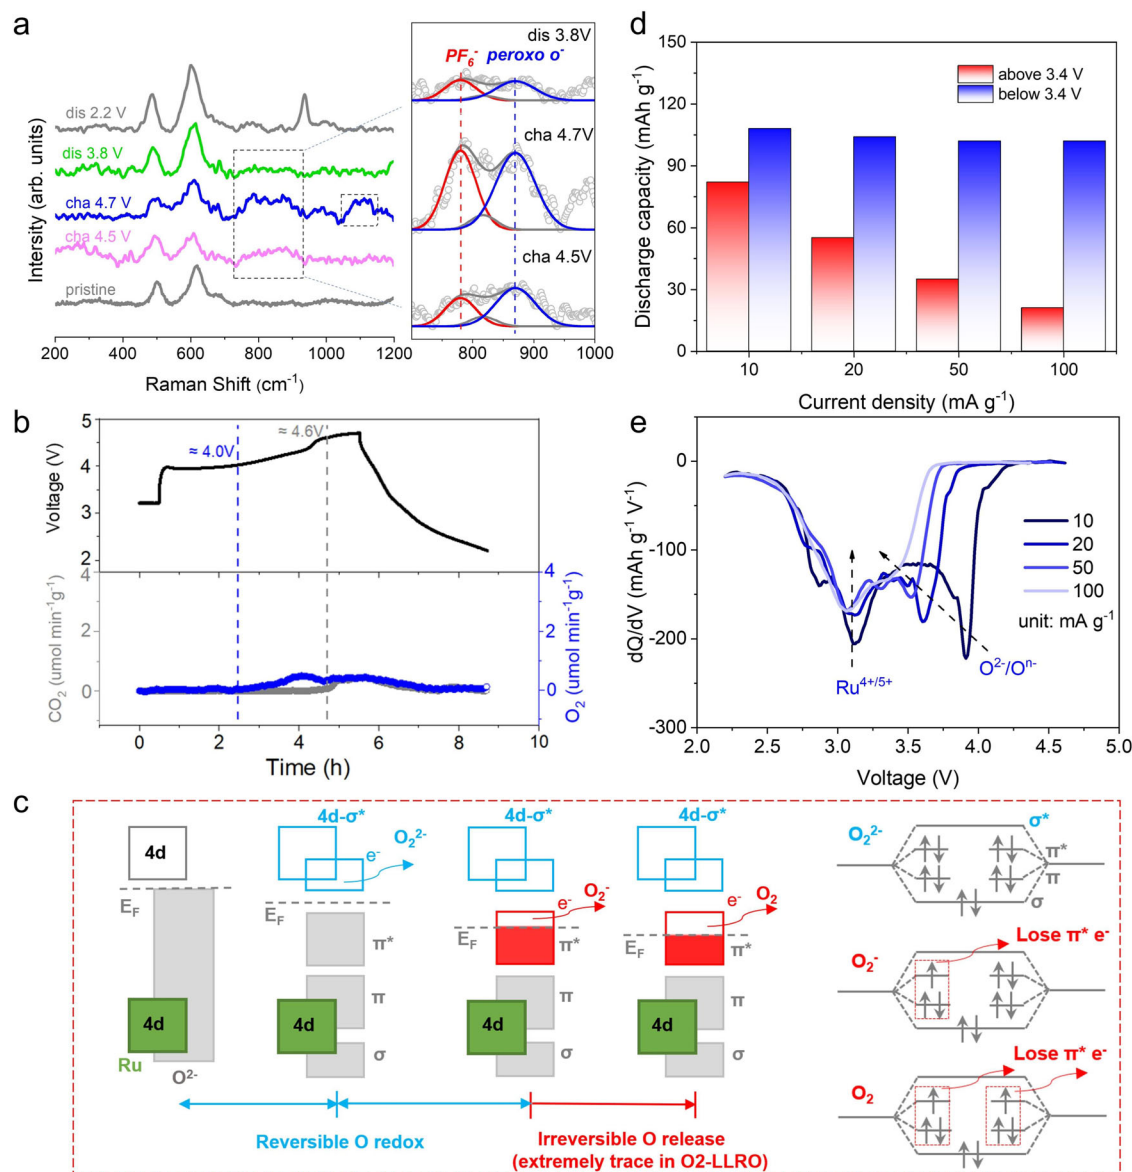 a
dis 2.2 V
dis 3.8 V
cha 4.7 V
cha 4.5 V
pristine
Intensity (arb. units)
200 400 600 800 1000 1200
Raman Shift (cm⁻¹)
dis 3.8V
PF₆⁻ peroxo o⁻
cha 4.7V
cha 4.5V
800 900 1000
d
Discharge capacity (mAh g⁻¹)
150
120
90
60
30
0
above 3.4 V
below 3.4 V
10 20 50 100
Current density (mA g⁻¹)
b
Voltage (V)
5
4
3
2
≈ 4.0V
≈ 4.6V
CO₂ (umol min⁻¹g⁻¹)
4
2
0
O₂ (umol min⁻¹g⁻¹)
4
2
0
0 2 4 6 8 10
Time (h)
e
dQ/dV (mAh g⁻¹ V⁻¹)
0
-100
-200
-300
10
20
50
100
unit: mA g⁻¹
Ru⁴⁺/⁵⁺
O²⁻/Oⁿ⁻
2.0 2.5 3.0 3.5 4.0 4.5 5.0
Voltage (V)
c
4d
E_F
4d
Ru
O²⁻
4d-σ*
O₂²⁻
e⁻
E_F
π*
π
4d
σ
4d-σ*
O₂⁻
e⁻
E_F
π*
π
4d
σ
4d-σ*
O₂
e⁻
E_F
π*
π
4d
σ
Reversible O redox
Irreversible O release
(extremely trace in O2-LLRO)
O₂²⁻
σ*
π*
π
σ
O₂⁻
Lose π* e⁻
O₂
Lose π* e⁻